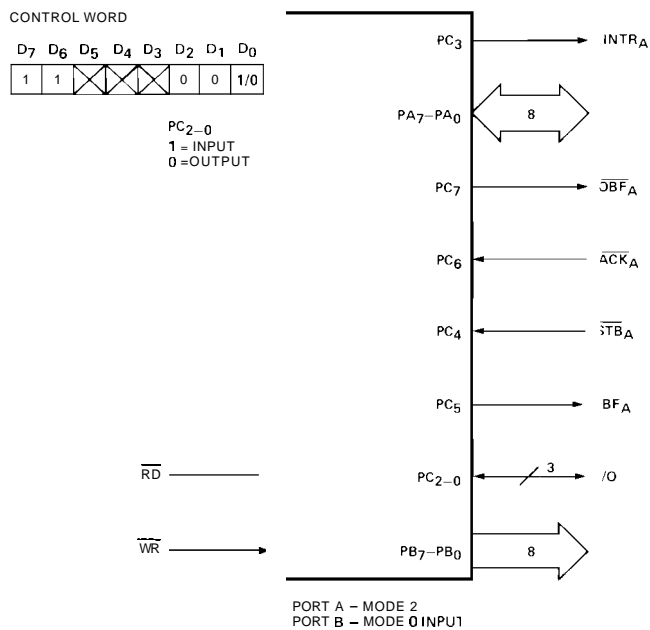 CONTROL WORD
D7 D6 D5 D4 D3 D2 D1 D0
1 1 0 0 1/0
PC2–0
1 = INPUT
0 = OUTPUT
PC3 INTRA
PA7–PA0 8
PC7 OBFA
PC6 ACKA
PC4 STBA
PC5 BFA
RD
PC2–0 3 /O
WR
PB7–PB0 8
PORT A – MODE 2
PORT B – MODE 0 INPUT